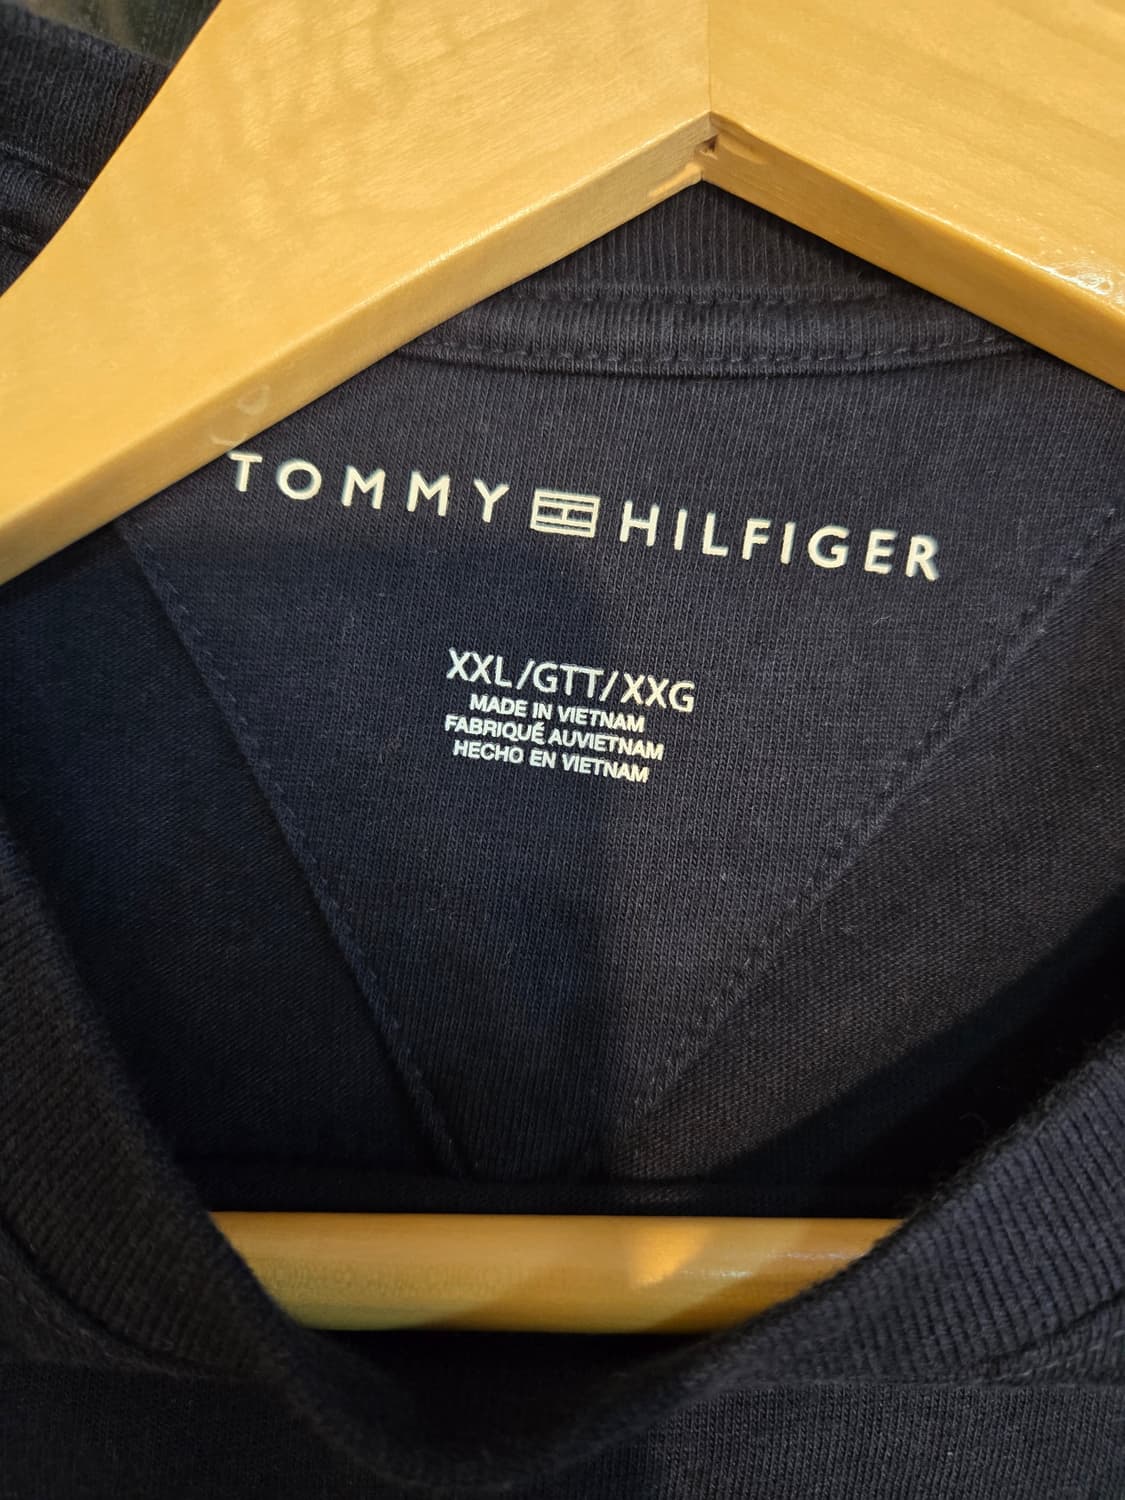 TOMMY HILFIGER
XXL/GTT/XXG
MADE IN VIETNAM
FABRIQUÉ AUVIETNAM
HECHO EN VIETNAM